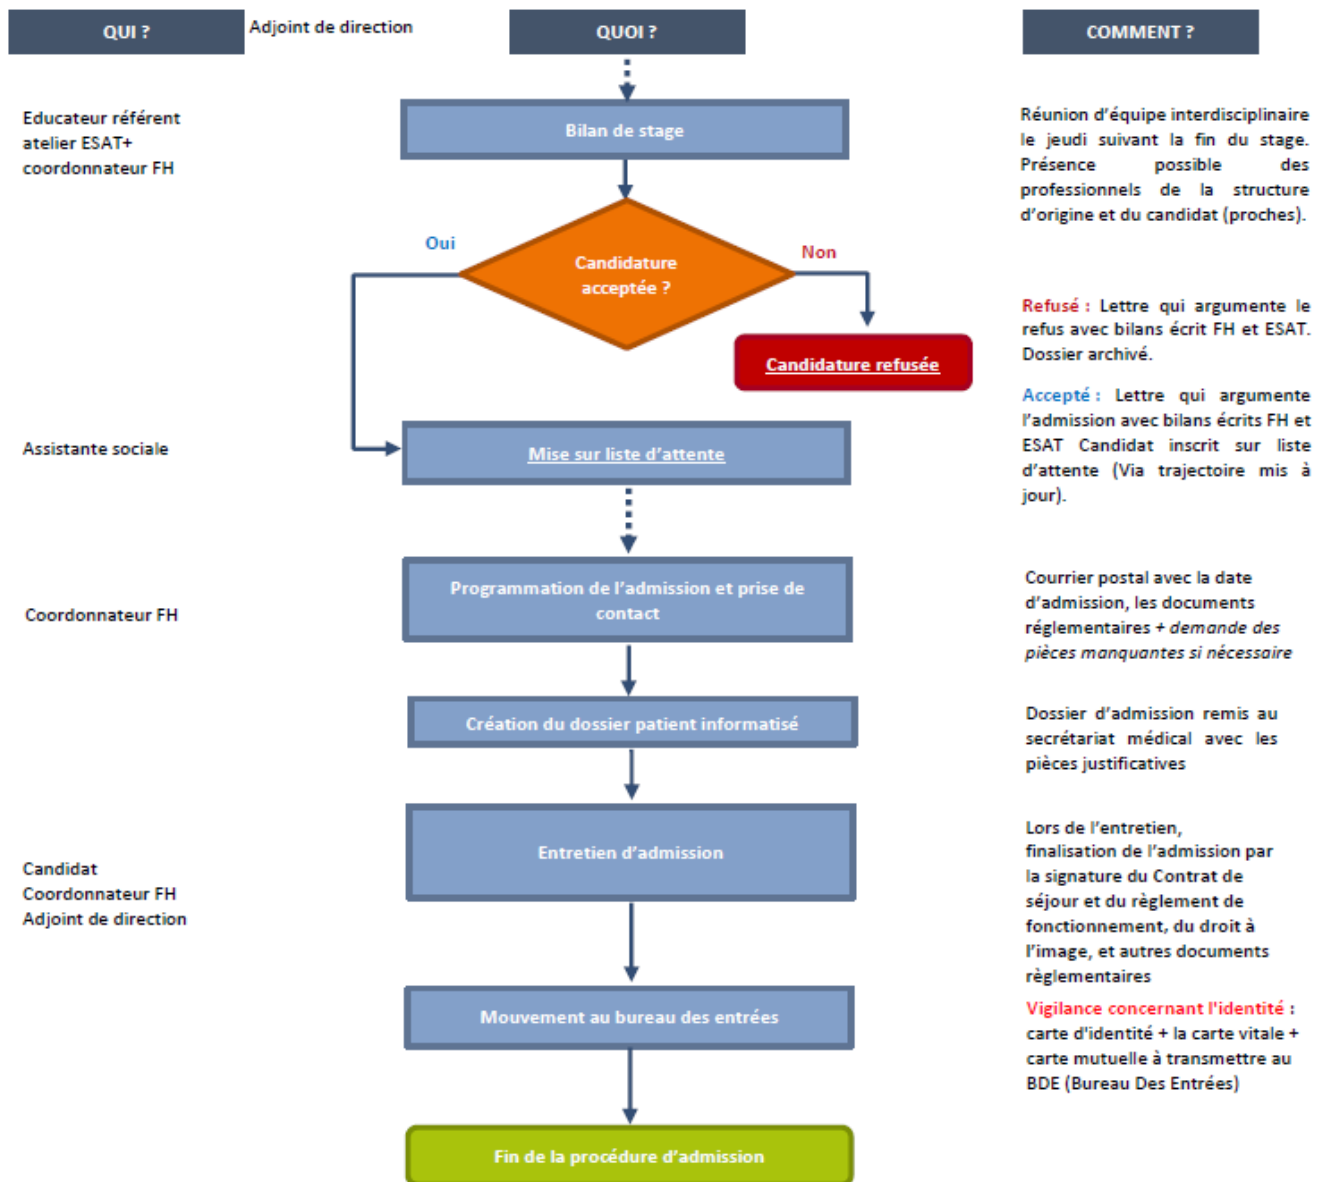 QUI ?
Adjoint de direction
QUOI ?
COMMENT ?
Educateur référent
atelier ESAT+
coordonnateur FH
Bilan de stage
Réunion d'équipe interdisciplinaire
le jeudi suivant la fin du stage.
Présence possible des
professionnels de la structure
d'origine et du candidat (proches).
Oui
Non
Candidature
acceptée ?
Candidature refusée
Refusé : Lettre qui argumente le
refus avec bilans écrit FH et ESAT.
Dossier archivé.
Accepté : Lettre qui argumente
l'admission avec bilans écrits FH et
ESAT Candidat inscrit sur liste
d'attente (Via trajectoire mis à
jour).
Assistante sociale
Mise sur liste d'attente
Coordonnateur FH
Programmation de l'admission et prise de
contact
Courrier postal avec la date
d'admission, les documents
réglementaires + demande des
pièces manquantes si nécessaire
Création du dossier patient informatisé
Dossier d'admission remis au
secrétariat médical avec les
pièces justificatives
Candidat
Coordonnateur FH
Adjoint de direction
Entretien d'admission
Lors de l'entretien,
finalisation de l'admission par
la signature du Contrat de
séjour et du règlement de
fonctionnement, du droit à
l'image, et autres documents
règlementaires
Mouvement au bureau des entrées
Vigilance concernant l'identité :
carte d'identité + la carte vitale +
carte mutuelle à transmettre au
BDE (Bureau Des Entrées)
Fin de la procédure d'admission